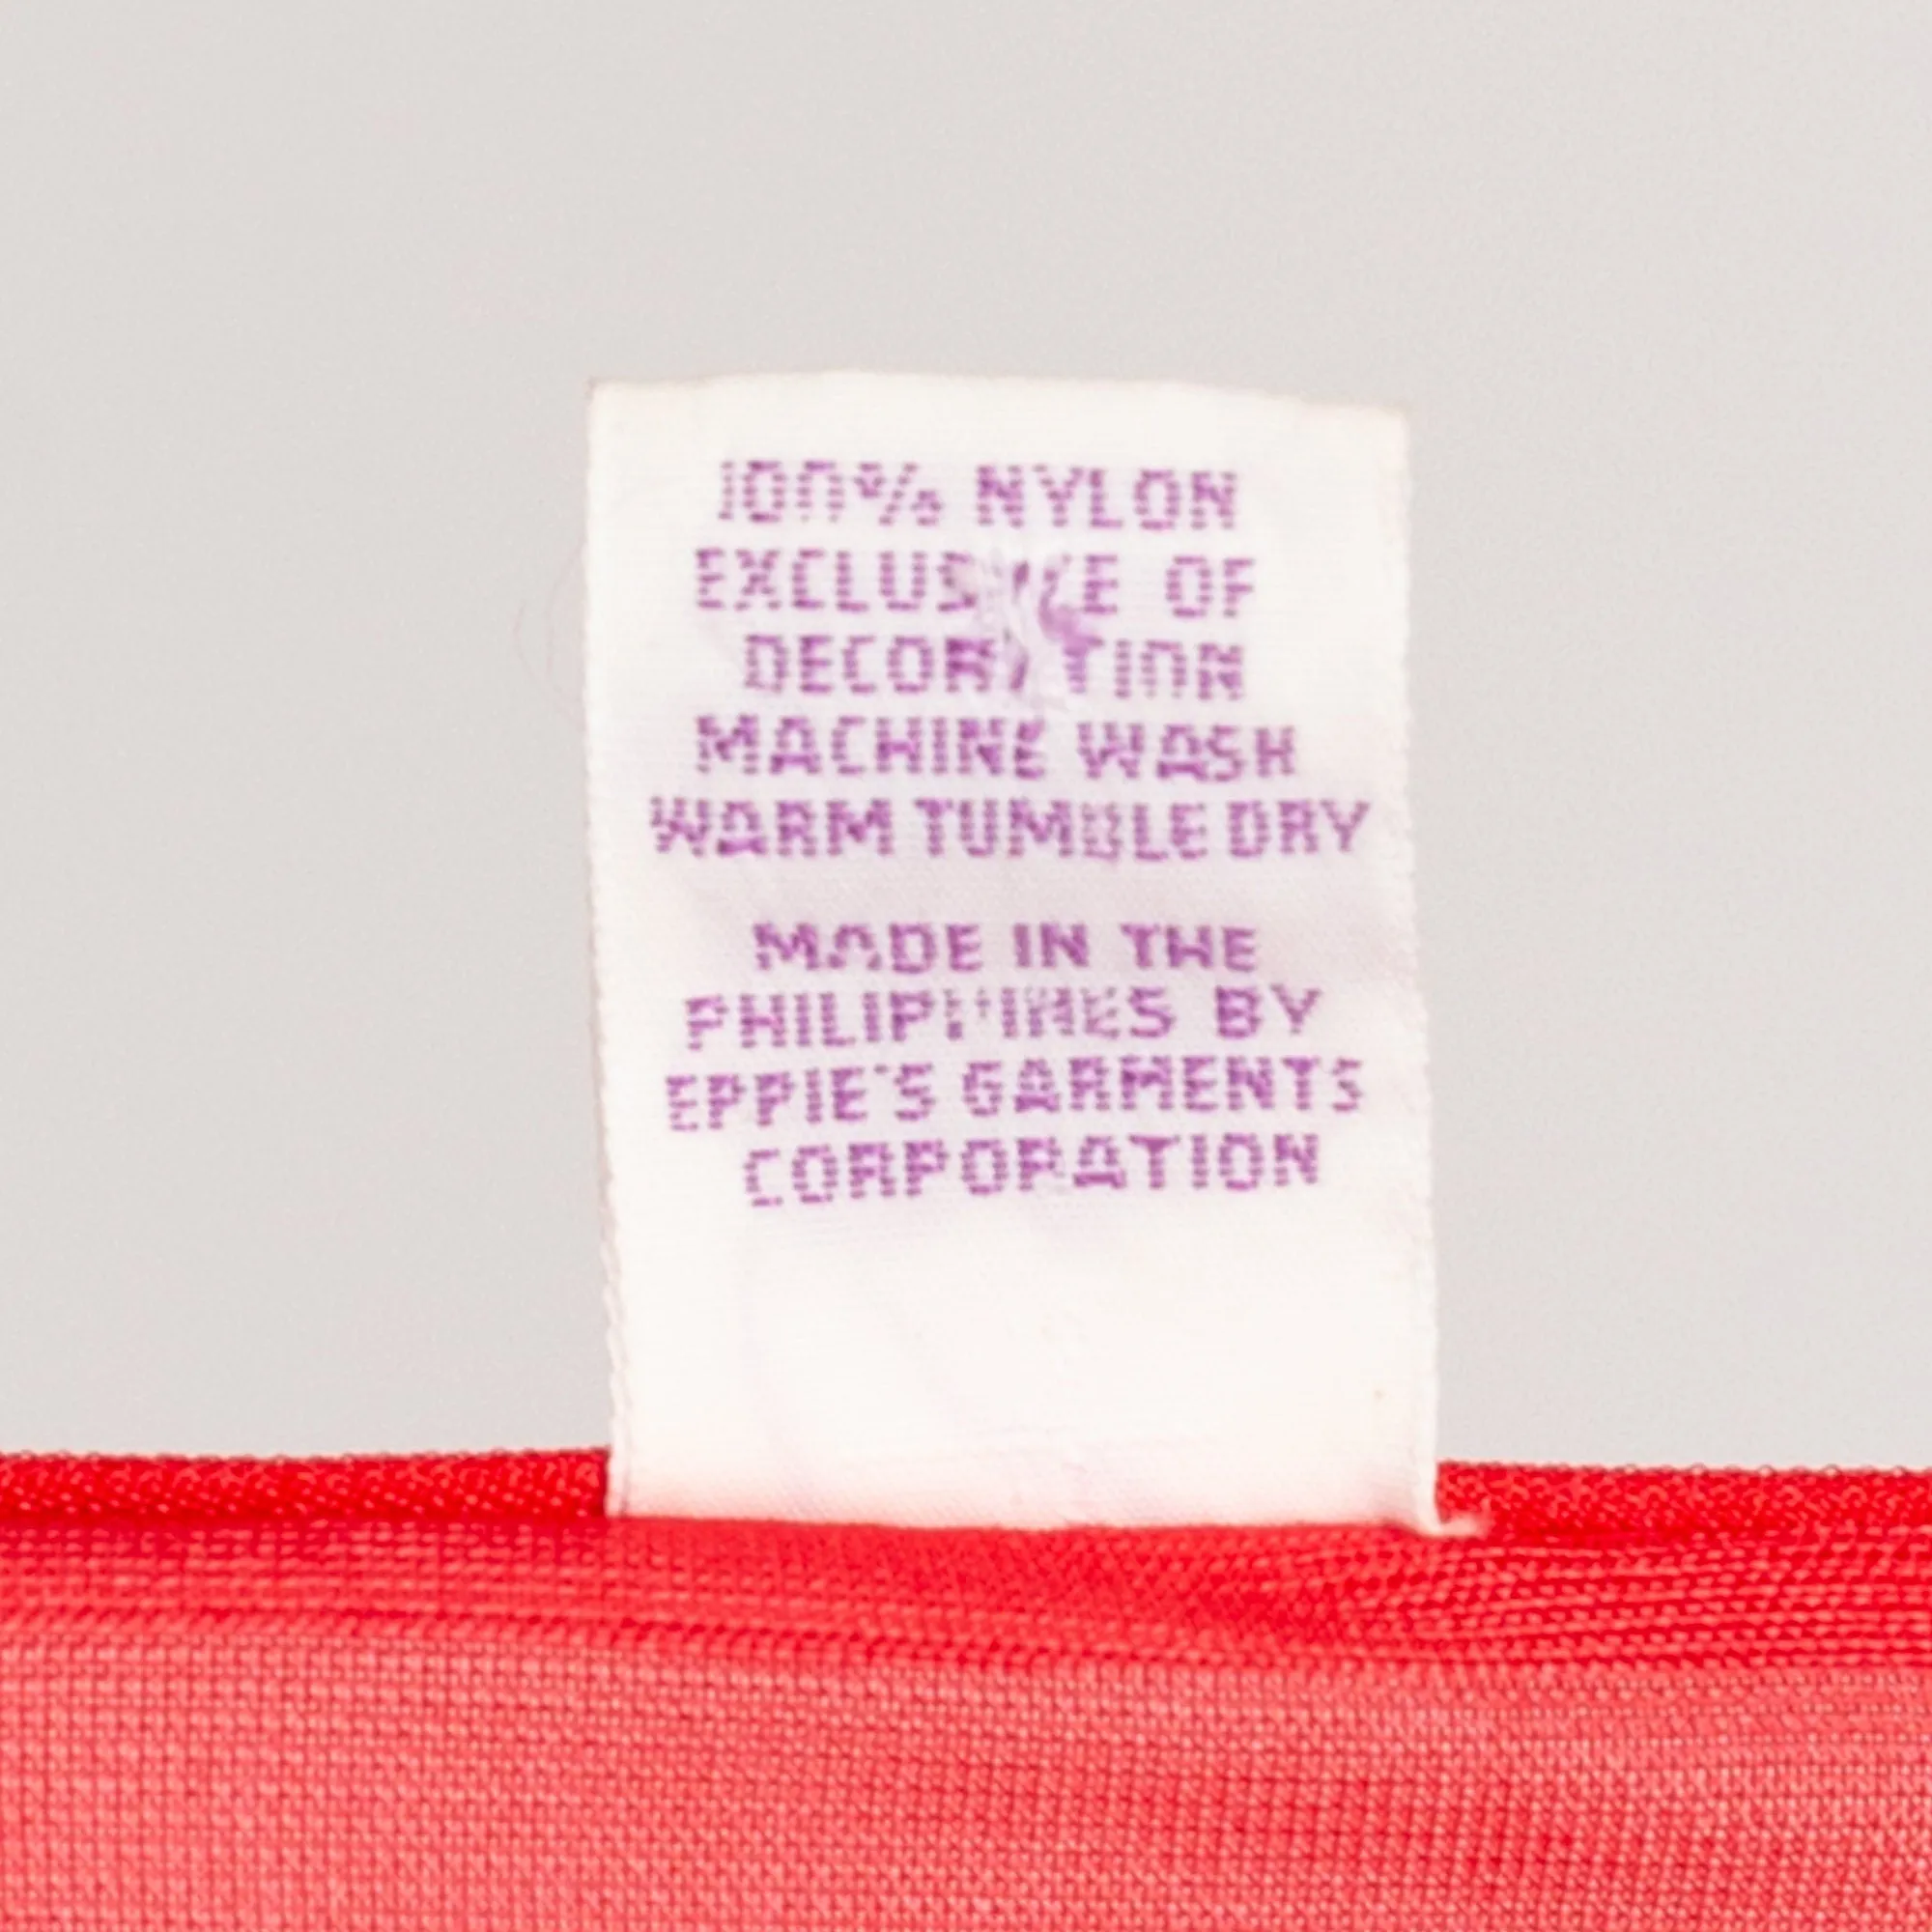 100% NYLON
EXCLUSIVE OF
DECORATION
MACHINE WASH
WARM TUMBLE DRY
MADE IN THE
PHILIPPINES BY
EPPIE'S GARMENTS
CORPORATION